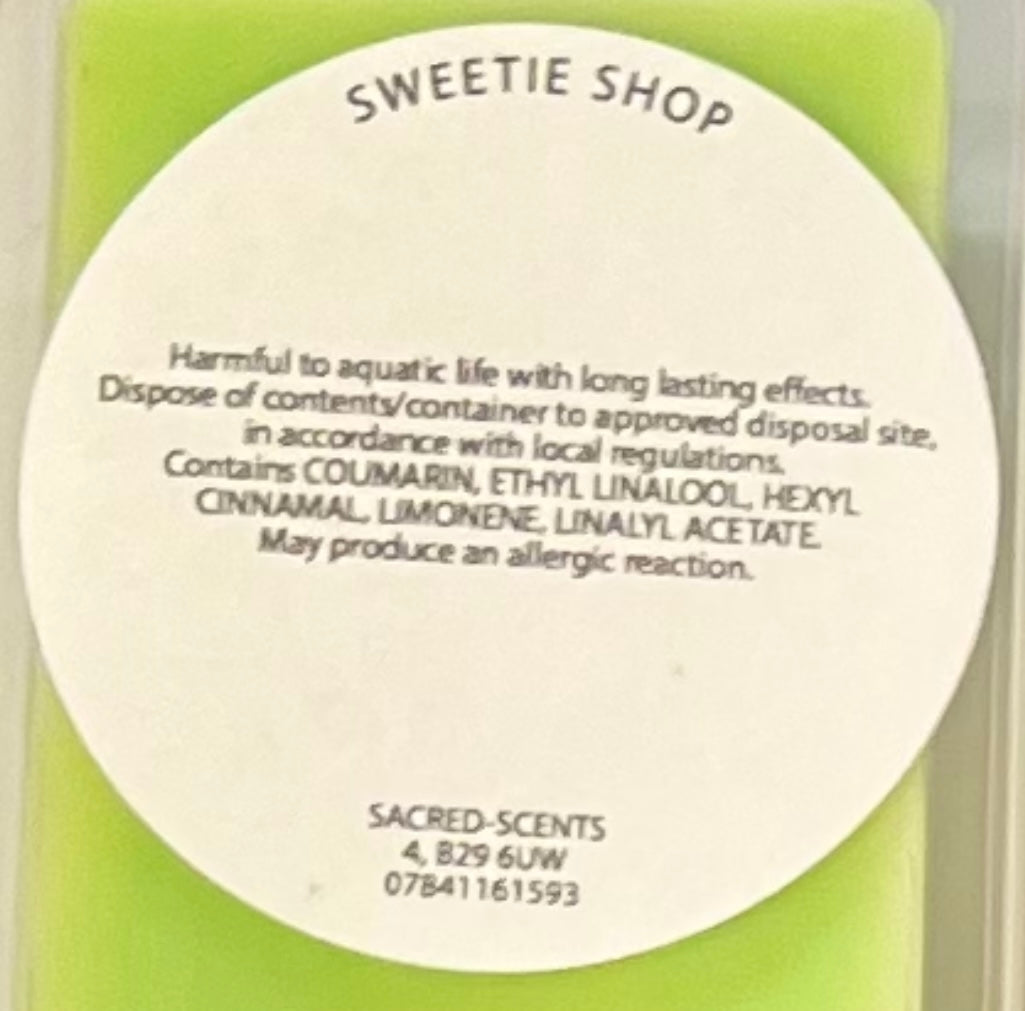 SWEETIE SHOP
Harmful to aquatic life with long lasting effects.
Dispose of contents/container to approved disposal site,
in accordance with local regulations.
Contains COUMARIN, ETHYL LINALOOL, HEXYL
CINNAMAL, LIMONENE, LINALYL ACETATE.
May produce an allergic reaction.
SACRED-SCENTS
4, B29 6UW
07841161593